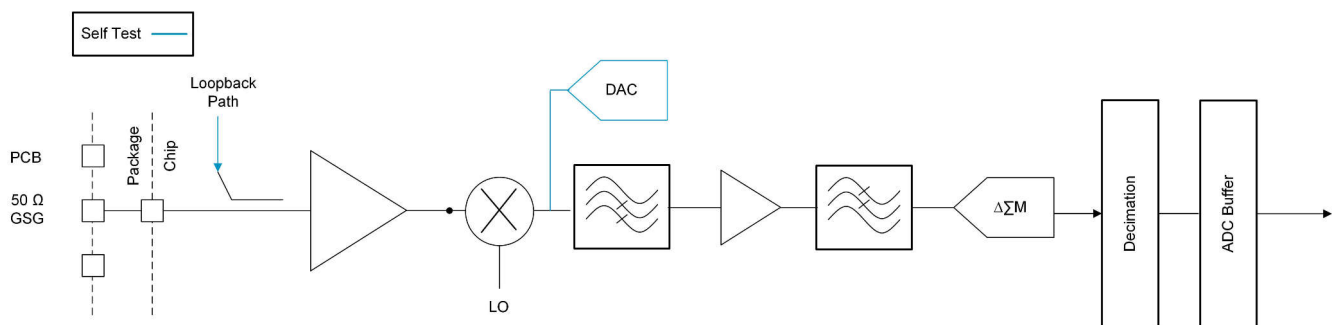 Self Test
Loopback
Path
DAC
PCB
50 Ω
GSG
Package
Chip
LO
ΔΣM
Decimation
ADC Buffer